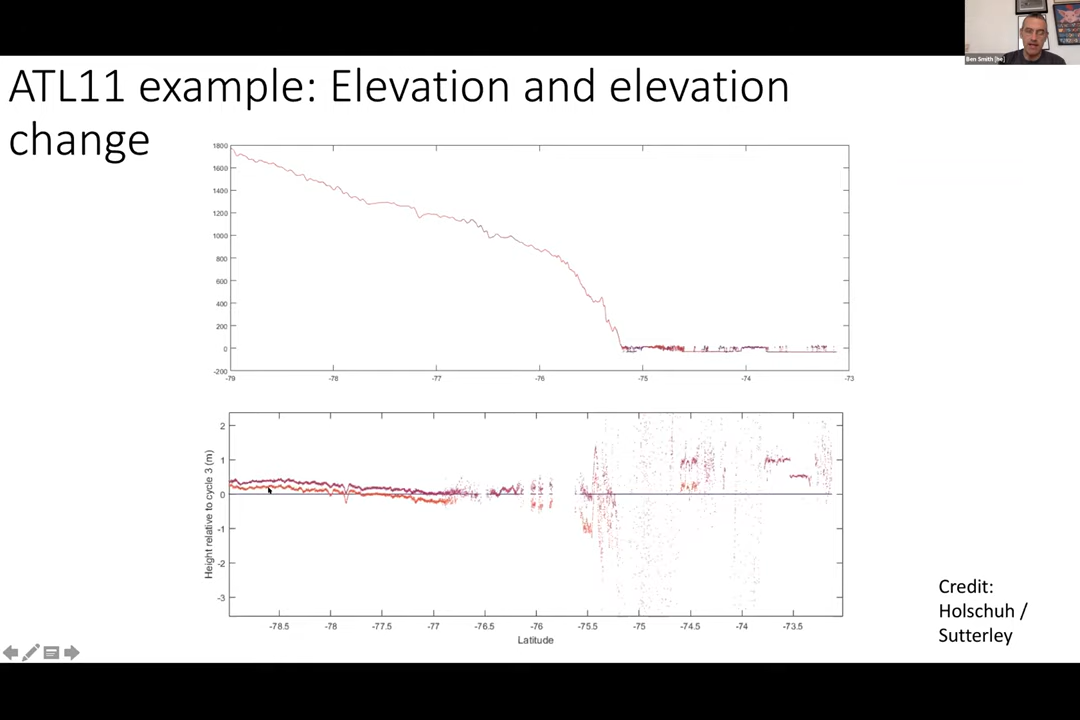 Ben Smith [he]
ATL11 example: Elevation and elevation
change
1800
1600
1400
1200
1000
800
600
400
200
0
-200
-79 -78 -77 -76 -75 -74 -73
Height relative to cycle 3 (m)
2
1
0
-1
-2
-3
-78.5 -78 -77.5 -77 -76.5 -76 -75.5 -75 -74.5 -74 -73.5
Latitude
Credit:
Holschuh /
Sutterley